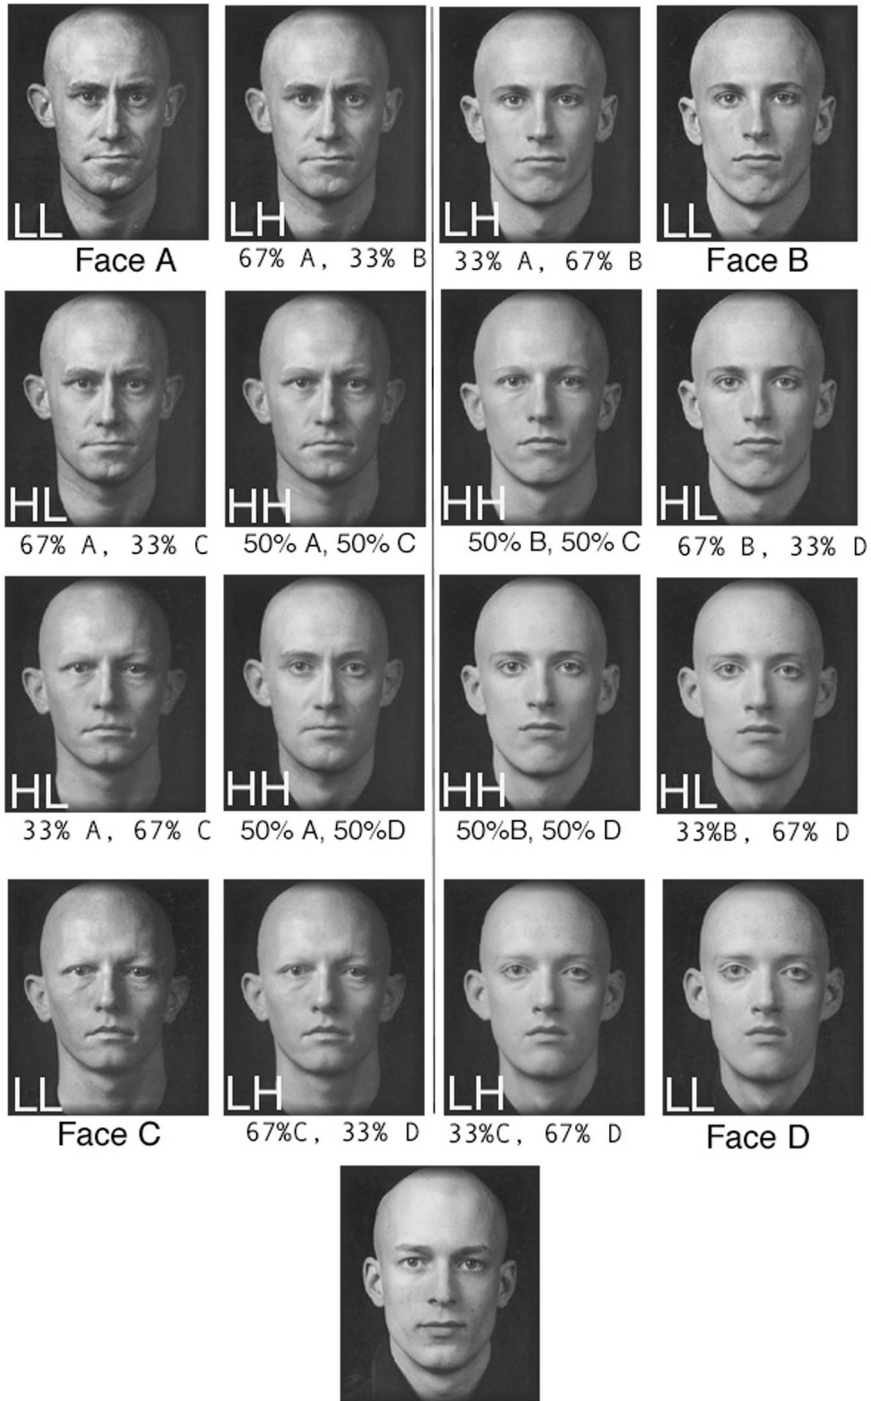 LL LH LH LL
Face A 67% A, 33% B 33% A, 67% B Face B
HL HH HH HL
67% A, 33% C 50% A, 50% C 50% B, 50% C 67% B, 33% D
HL HH HH HL
33% A, 67% C 50% A, 50%D 50%B, 50% D 33%B, 67% D
LL LH LH LL
Face C 67%C, 33% D 33%C, 67% D Face D